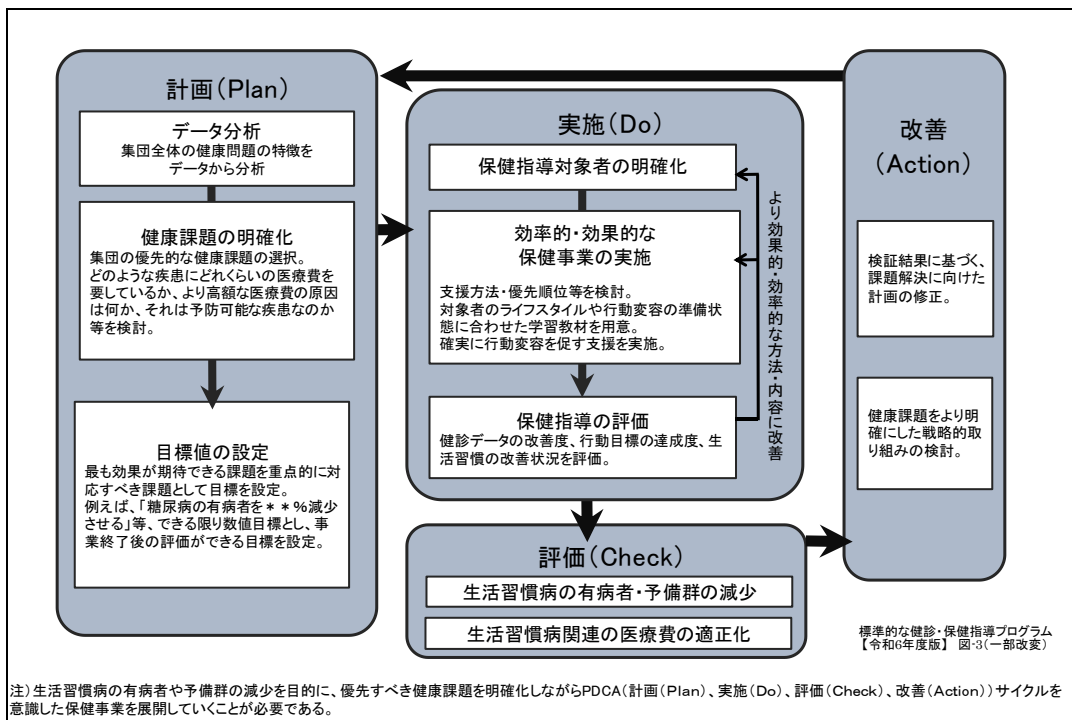 計画(Plan)
データ分析
集団全体の健康問題の特徴を
データから分析
健康課題の明確化
集団の優先的な健康課題の選択。
どのような疾患にどれくらいの医療費を
要しているか、より高額な医療費の原因
は何か、それは予防可能な疾患なのか
等を検討。
目標値の設定
最も効果が期待できる課題を重点的に対
応すべき課題として目標を設定。
例えば、「糖尿病の有病者を**%減少
させる」等、できる限り数値目標とし、事
業終了後の評価ができる目標を設定。
実施(Do)
保健指導対象者の明確化
効率的・効果的な
保健事業の実施
支援方法・優先順位等を検討。
対象者のライフスタイルや行動変容の準備状
態に合わせた学習教材を用意。
確実に行動変容を促す支援を実施。
保健指導の評価
健診データの改善度、行動目標の達成度、生
活習慣の改善状況を評価。
より効果的・効率的な方法・内容に改善
評価(Check)
生活習慣病の有病者・予備群の減少
生活習慣病関連の医療費の適正化
改善
(Action)
検証結果に基づく、
課題解決に向けた
計画の修正。
健康課題をより明
確にした戦略的取
り組みの検討。
標準的な健診・保健指導プログラム
【令和6年度版】 図-3(一部改変)
注)生活習慣病の有病者や予備群の減少を目的に、優先すべき健康課題を明確化しながらPDCA(計画(Plan)、実施(Do)、評価(Check)、改善(Action))サイクルを
意識した保健事業を展開していくことが必要である。